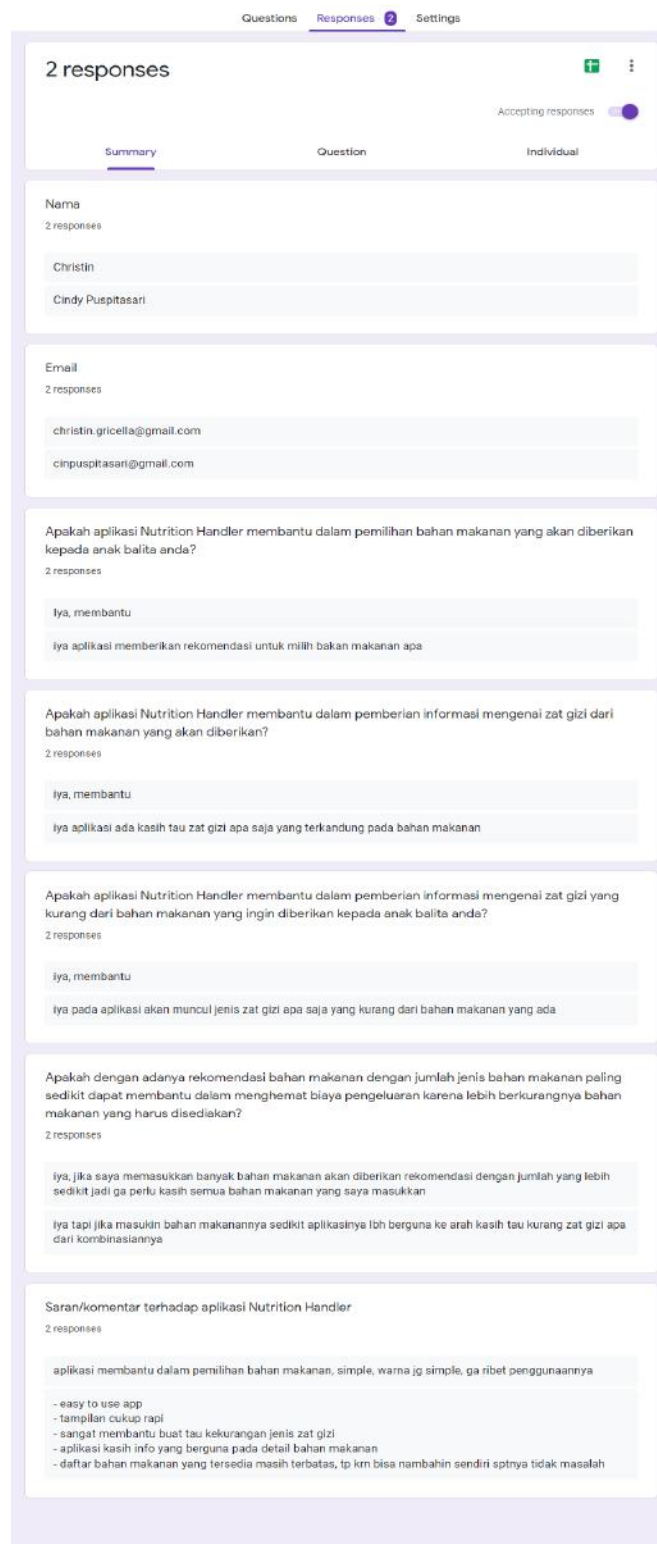 Questions Responses 2 Settings
2 responses
Accepting responses
Summary Question Individual
Nama
2 responses
Christin
Cindy Puspitasari
Email
2 responses
christin.gricella@gmail.com
cinpuspitasari@gmail.com
Apakah aplikasi Nutrition Handler membantu dalam pemilihan bahan makanan yang akan diberikan
kepada anak balita anda?
2 responses
Iya, membantu
iya aplikasi memberikan rekomendasi untuk milih bakan makanan apa
Apakah aplikasi Nutrition Handler membantu dalam pemberian informasi mengenai zat gizi dari
bahan makanan yang akan diberikan?
2 responses
iya, membantu
iya aplikasi ada kasih tau zat gizi apa saja yang terkandung pada bahan makanan
Apakah aplikasi Nutrition Handler membantu dalam pemberian informasi mengenai zat gizi yang
kurang dari bahan makanan yang ingin diberikan kepada anak balita anda?
2 responses
iya, membantu
iya pada aplikasi akan muncul jenis zat gizi apa saja yang kurang dari bahan makanan yang ada
Apakah dengan adanya rekomendasi bahan makanan dengan jumlah jenis bahan makanan paling
sedikit dapat membantu dalam menghemat biaya pengeluaran karena lebih berkurangnya bahan
makanan yang harus disediakan?
2 responses
iya, jika saya memasukkan banyak bahan makanan akan diberikan rekomendasi dengan jumlah yang lebih
sedikit jadi ga perlu kasih semua bahan makanan yang saya masukkan
iya tapi jika masukin bahan makanannya sedikit aplikasinya lbh berguna ke arah kasih tau kurang zat gizi apa
dari kombinasiannya
Saran/komentar terhadap aplikasi Nutrition Handler
2 responses
aplikasi membantu dalam pemilihan bahan makanan, simple, warna jg simple, ga ribet penggunaannya
- easy to use app
- tampilan cukup rapi
- sangat membantu buat tau kekurangan jenis zat gizi
- aplikasi kasih info yang berguna pada detail bahan makanan
- daftar bahan makanan yang tersedia masih terbatas, tp krn bisa nambahin sendiri sptnya tidak masalah